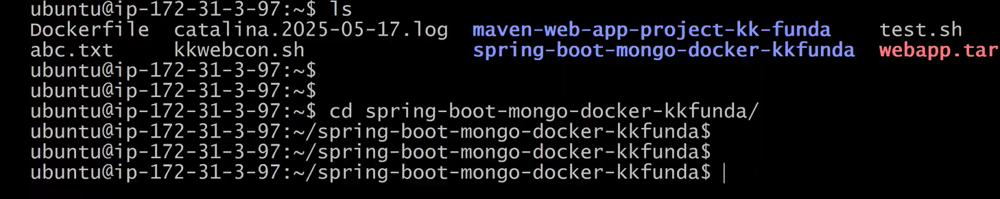 ubuntu@ip-172-31-3-97:~$ ls
Dockerfile  catalina.2025-05-17.log  maven-web-app-project-kk-funda    test.sh
abc.txt     kkwebcon.sh              spring-boot-mongo-docker-kkfunda  webapp.tar
ubuntu@ip-172-31-3-97:~$
ubuntu@ip-172-31-3-97:~$
ubuntu@ip-172-31-3-97:~$ cd spring-boot-mongo-docker-kkfunda/
ubuntu@ip-172-31-3-97:~/spring-boot-mongo-docker-kkfunda$
ubuntu@ip-172-31-3-97:~/spring-boot-mongo-docker-kkfunda$
ubuntu@ip-172-31-3-97:~/spring-boot-mongo-docker-kkfunda$